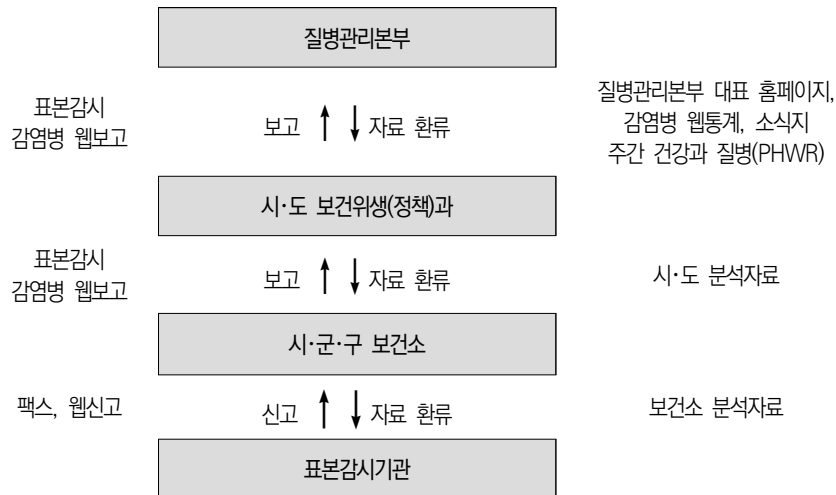 질병관리본부
표본감시
감염병 웹보고
보고
자료 환류
질병관리본부 대표 홈페이지,
감염병 웹통계, 소식지
주간 건강과 질병(PHWR)
시·도 보건위생(정책)과
표본감시
감염병 웹보고
보고
자료 환류
시·도 분석자료
시·군·구 보건소
팩스, 웹신고
신고
자료 환류
보건소 분석자료
표본감시기관